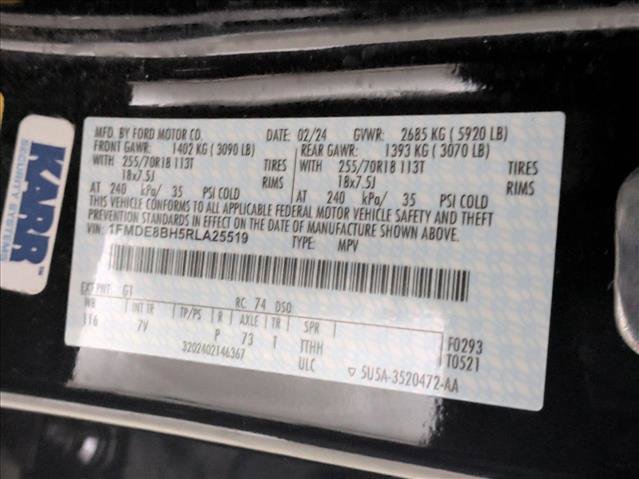 KARR
SECURITY SYSTEMS
MFD. BY FORD MOTOR CO. 02/24 GVWR: 2685 KG ( 5920 LB)
FRONT GAWR: 1402 KG ( 3090 LB) REAR GAWR: 1393 KG ( 3070 LB)
WITH 255/70R18 113T TIRES WITH 255/70R18 113T TIRES
18x7.5J RIMS 18x7.5J RIMS
AT 240 kPa/ 35 PSI COLD AT 240 kPa/ 35 PSI COLD
THIS VEHICLE CONFORMS TO ALL APPLICABLE FEDERAL MOTOR VEHICLE SAFETY AND THEFT
PREVENTION STANDARDS IN EFFECT ON THE DATE OF MANUFACTURE SHOWN ABOVE.
VIN: 1FMDE8BH5RLA25519 TYPE: MPV
EXT PNT: G1 RC: 74 DSO
WB INT TR TP/PS R AXLE TR SPR
116 7V P 73 T TTHH F0293
3202402146367 ULC T0521
▽ 5U5A-3520472-AA